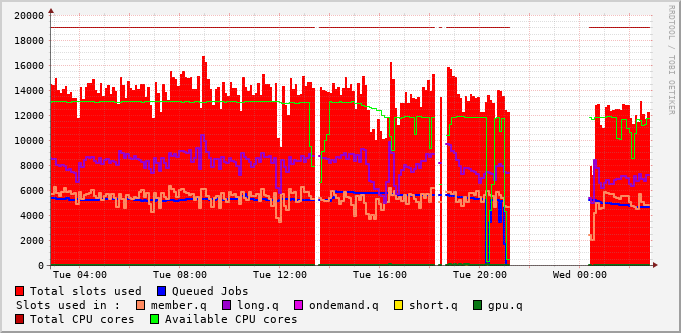 20000
18000
16000
14000
12000
10000
8000
6000
4000
2000
0
Tue 04:00 Tue 08:00 Tue 12:00 Tue 16:00 Tue 20:00 Wed 00:00
RRDTOOL / TOBI OETIKER
Total slots used Queued Jobs
Slots used in : member.q long.q ondemand.q short.q gpu.q
Total CPU cores Available CPU cores